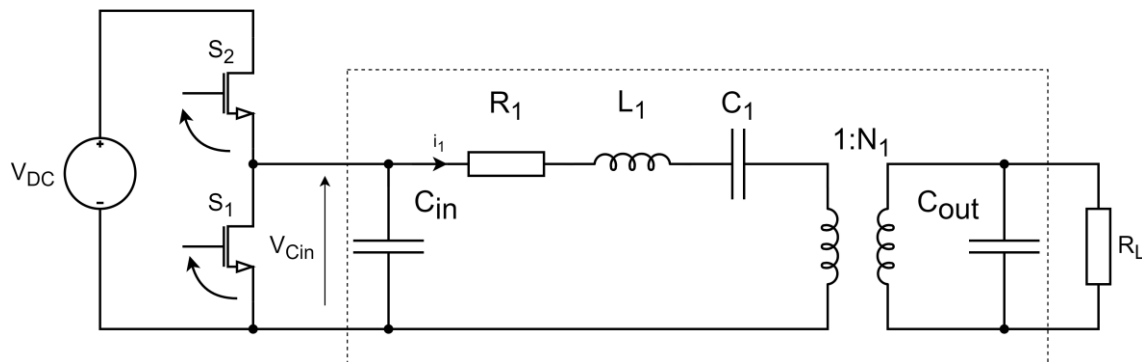 S2
R1
L1
C1
1:N1
i1
VDC
+
-
S1
Cin
VCin
Cout
RL